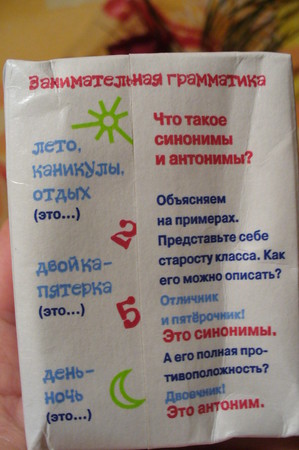 Занимательная грамматика
лето,
каникулы,
отдых
(это...)
2
двойка-
пятерка
(это...)
5
день-
ночь
(это...)
Что такое
синонимы
и антонимы?
Объясняем
на примерах.
Представьте себе
старосту класса. Как
его можно описать?
Отличник
и пятёрочник!
Это синонимы.
А его полная про-
тивоположность?
Двоечник!
Это антоним.